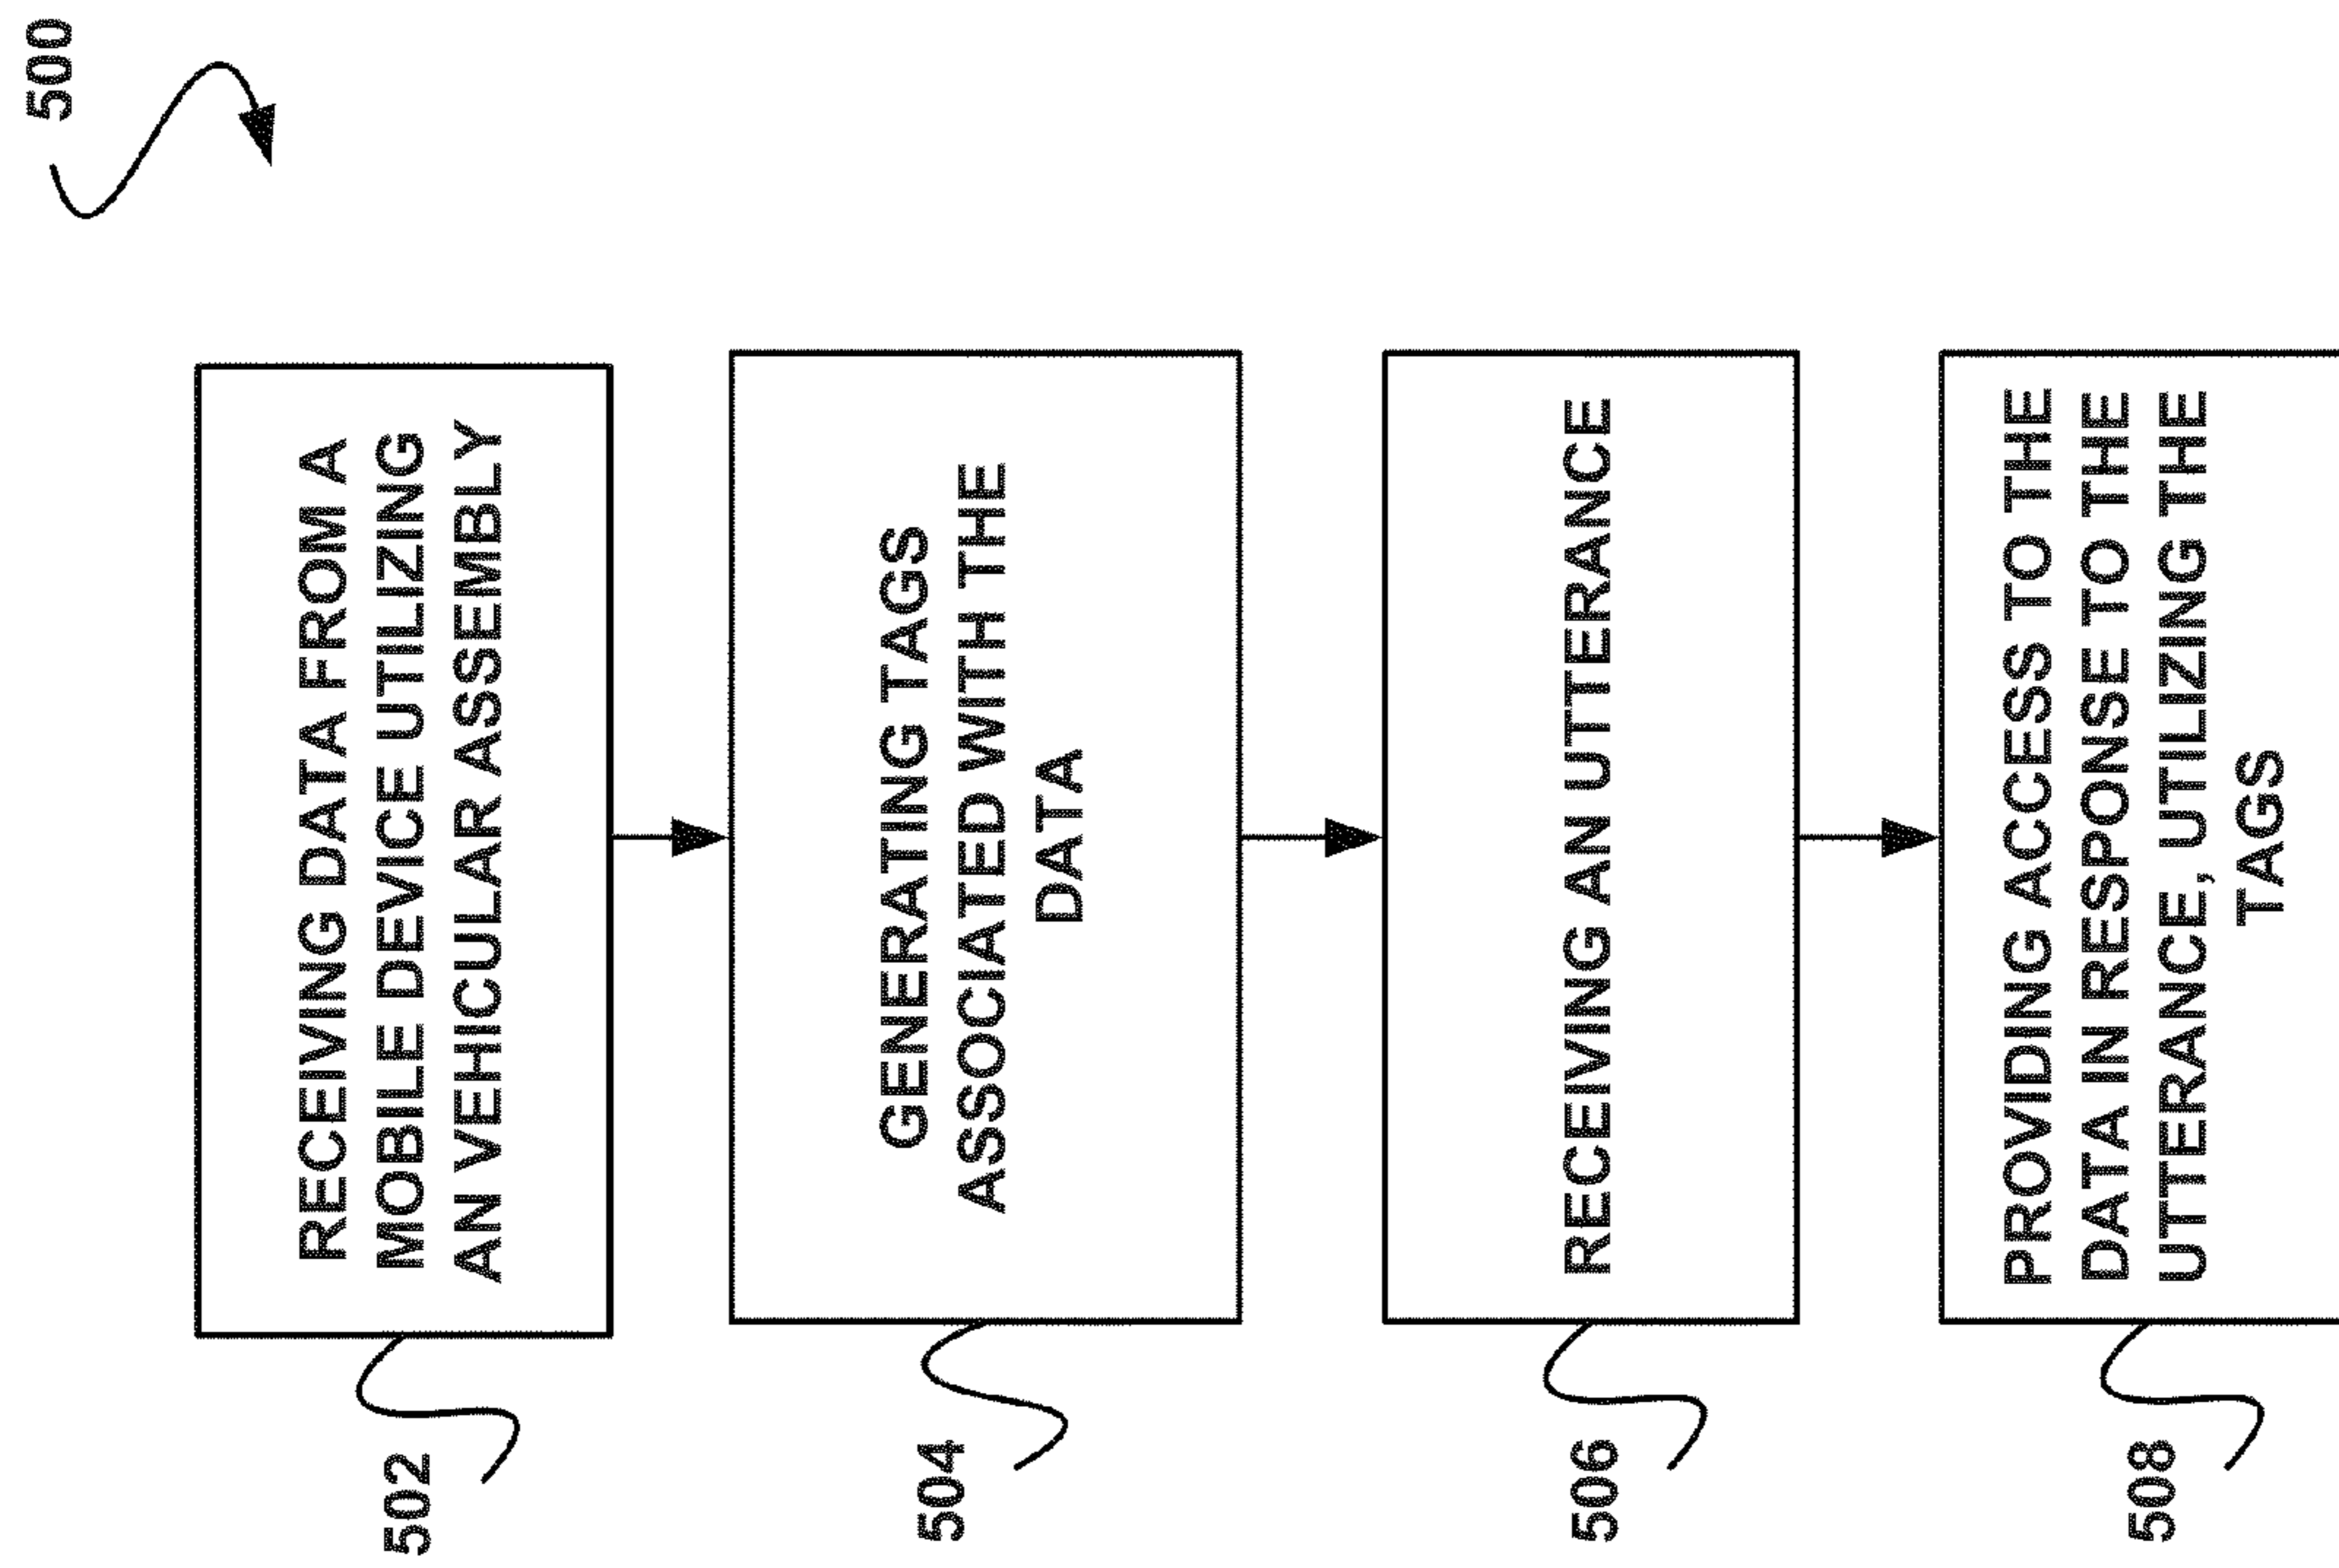 500
502
RECEIVING DATA FROM A
MOBILE DEVICE UTILIZING
AN VEHICULAR ASSEMBLY
504
GENERATING TAGS
ASSOCIATED WITH THE
DATA
506
RECEIVING AN UTTERANCE
508
PROVIDING ACCESS TO THE
DATA IN RESPONSE TO THE
UTTERANCE, UTILIZING THE
TAGS